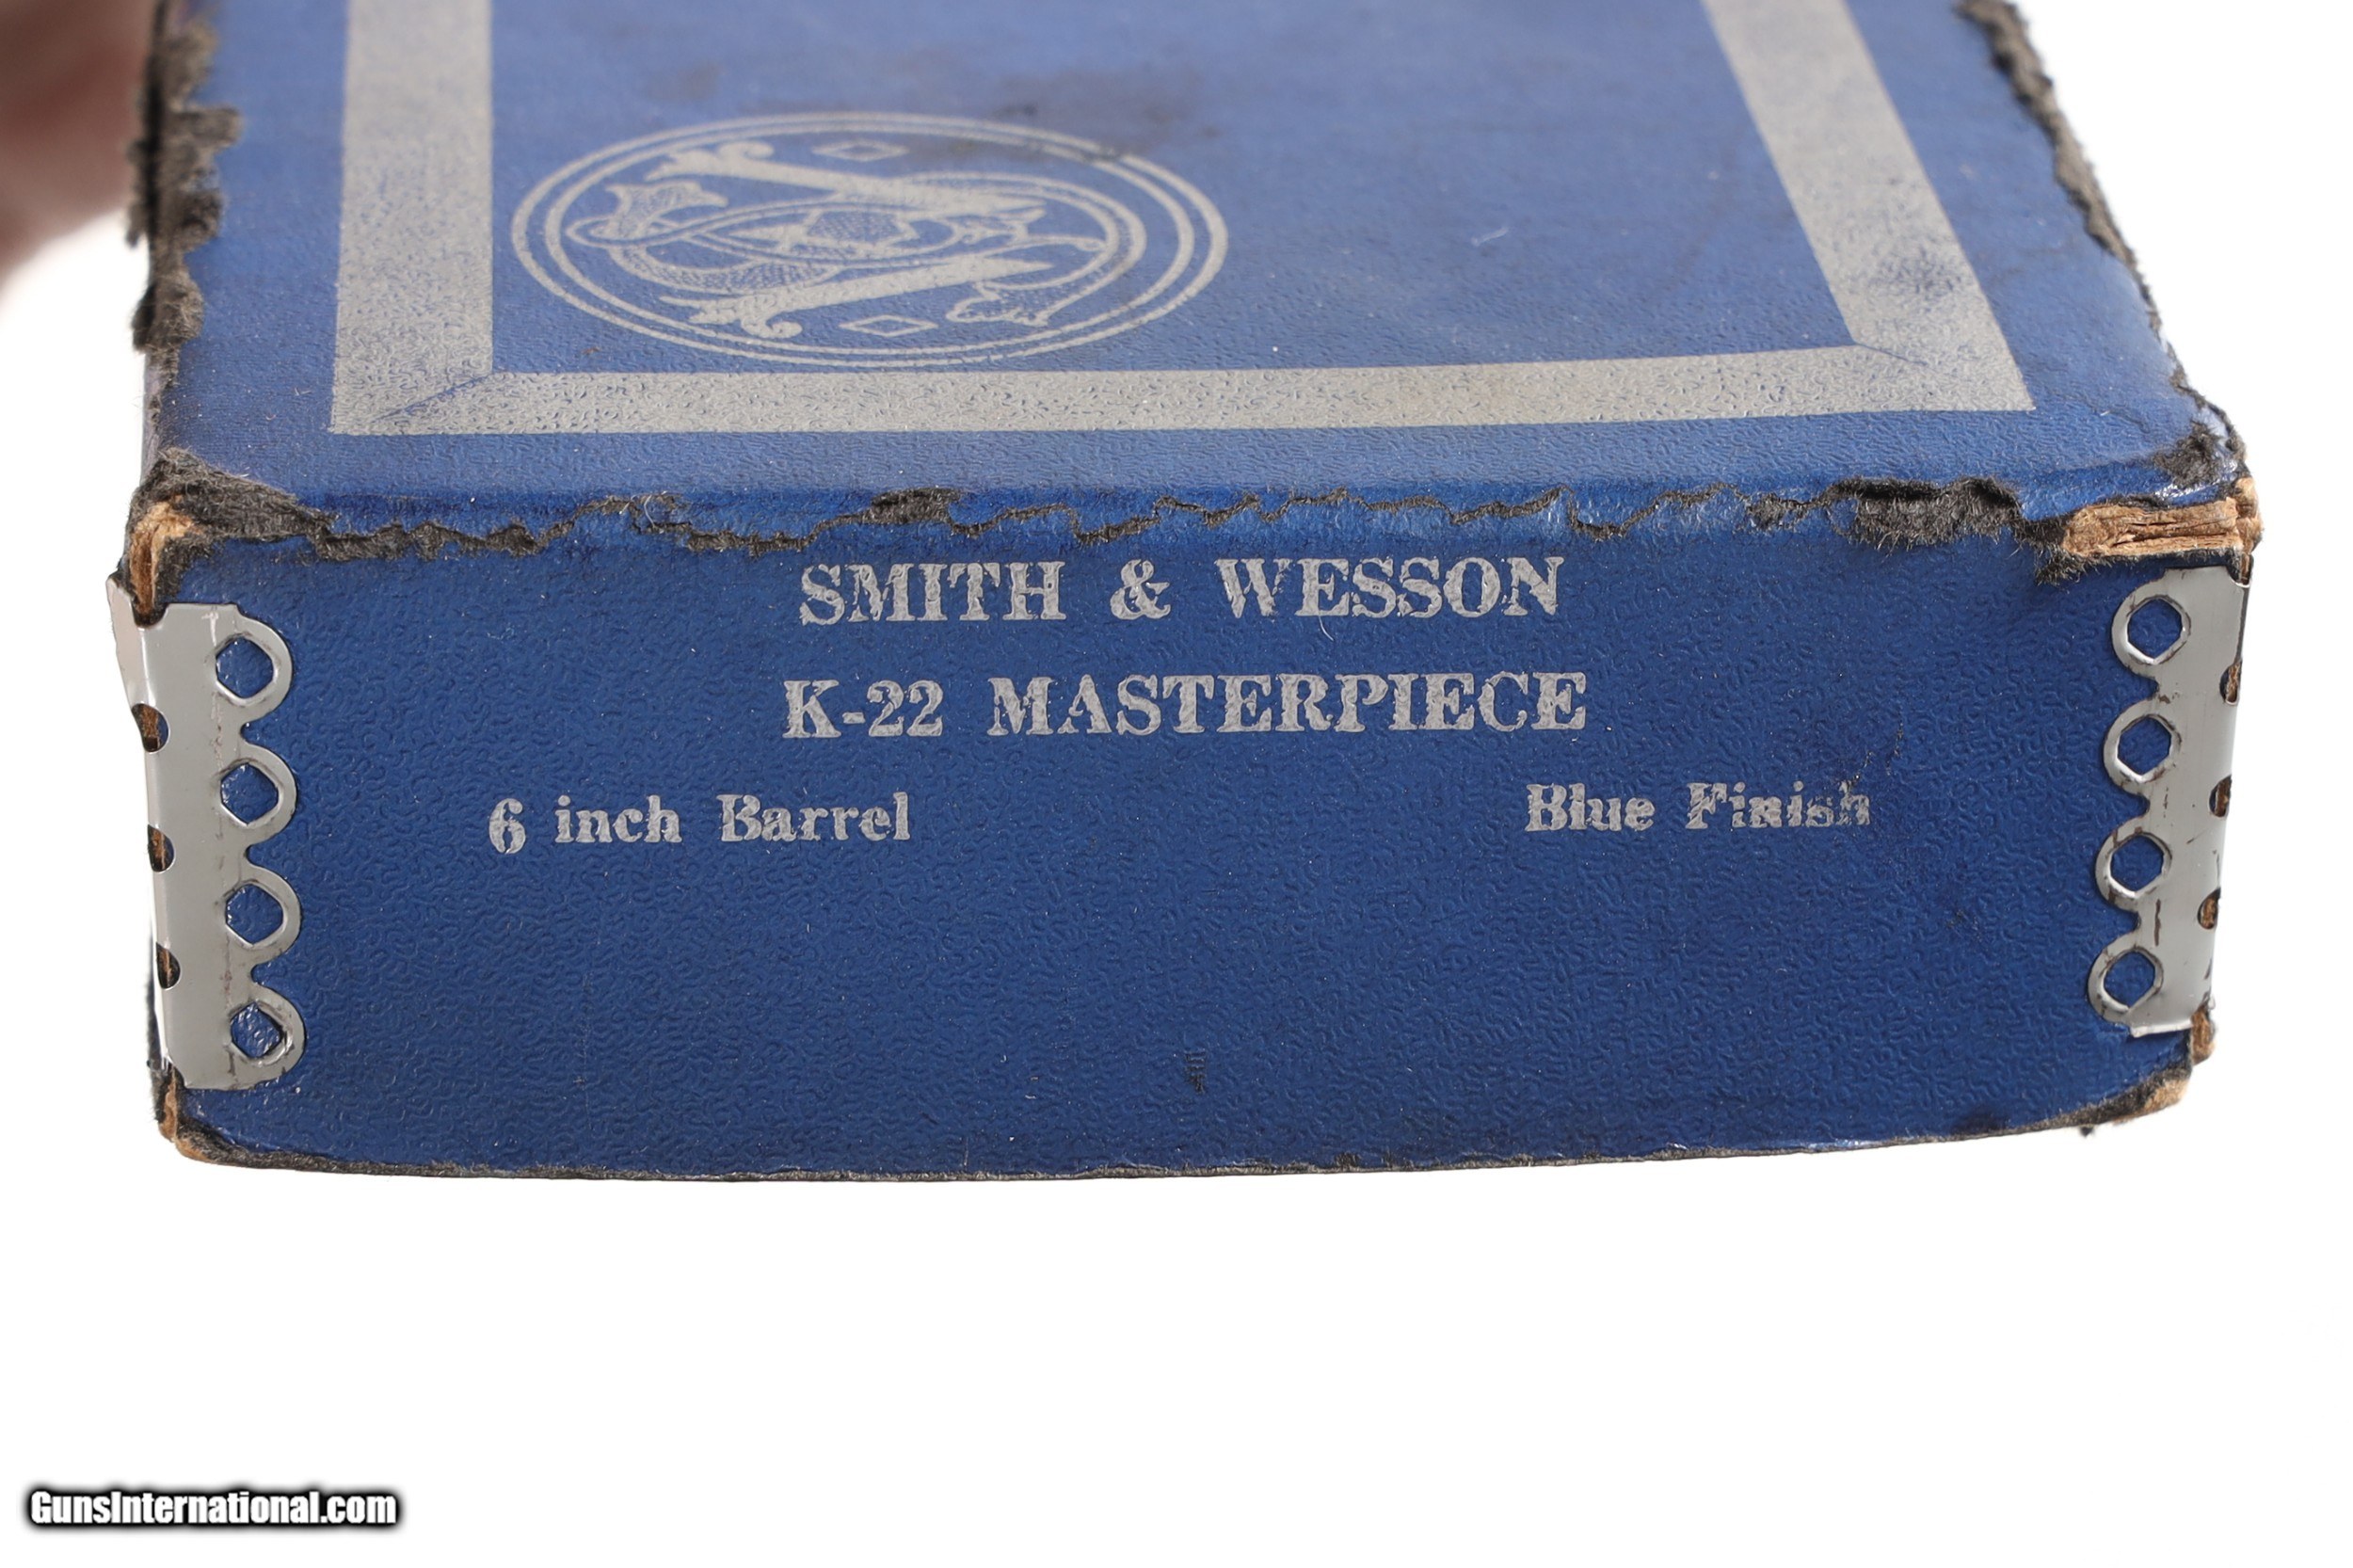 SMITH & WESSON
K-22 MASTERPIECE
6 inch Barrel Blue Finish
GunsInternational.com